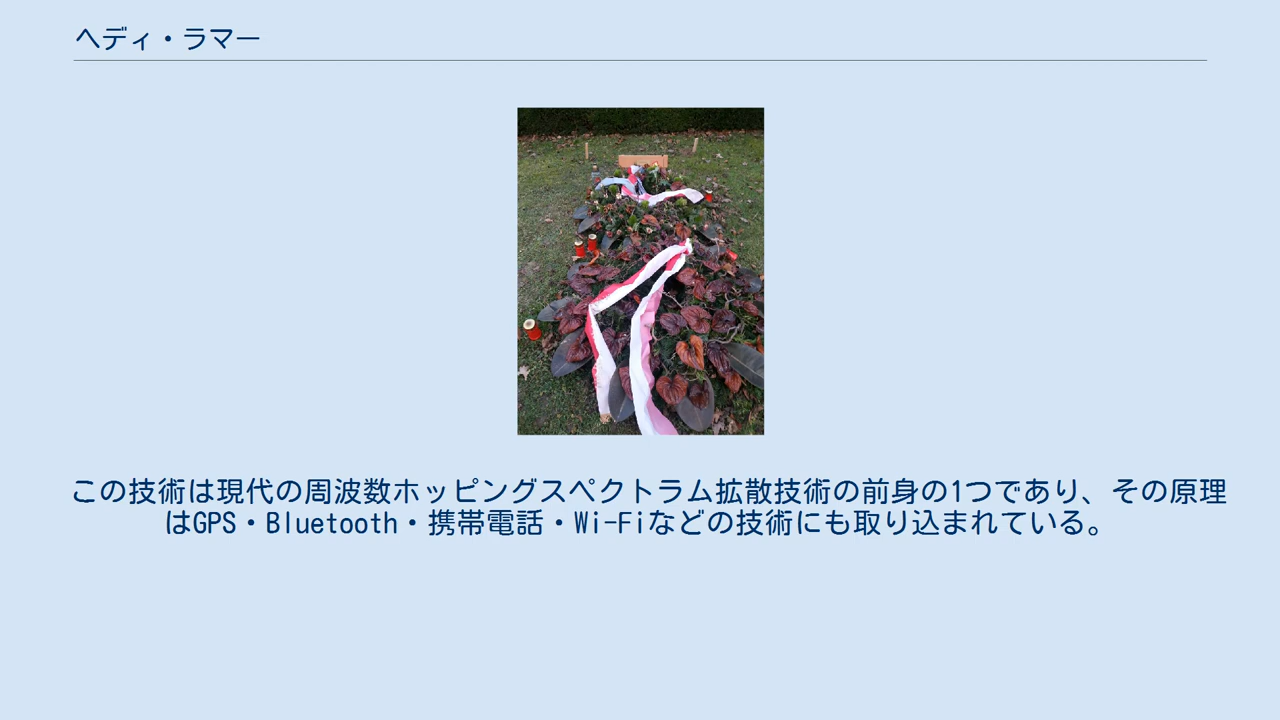 ヘディ・ラマー
この技術は現代の周波数ホッピングスペクトラム拡散技術の前身の1つであり、その原理
はGPS・Bluetooth・携帯電話・Wi-Fiなどの技術にも取り込まれている。